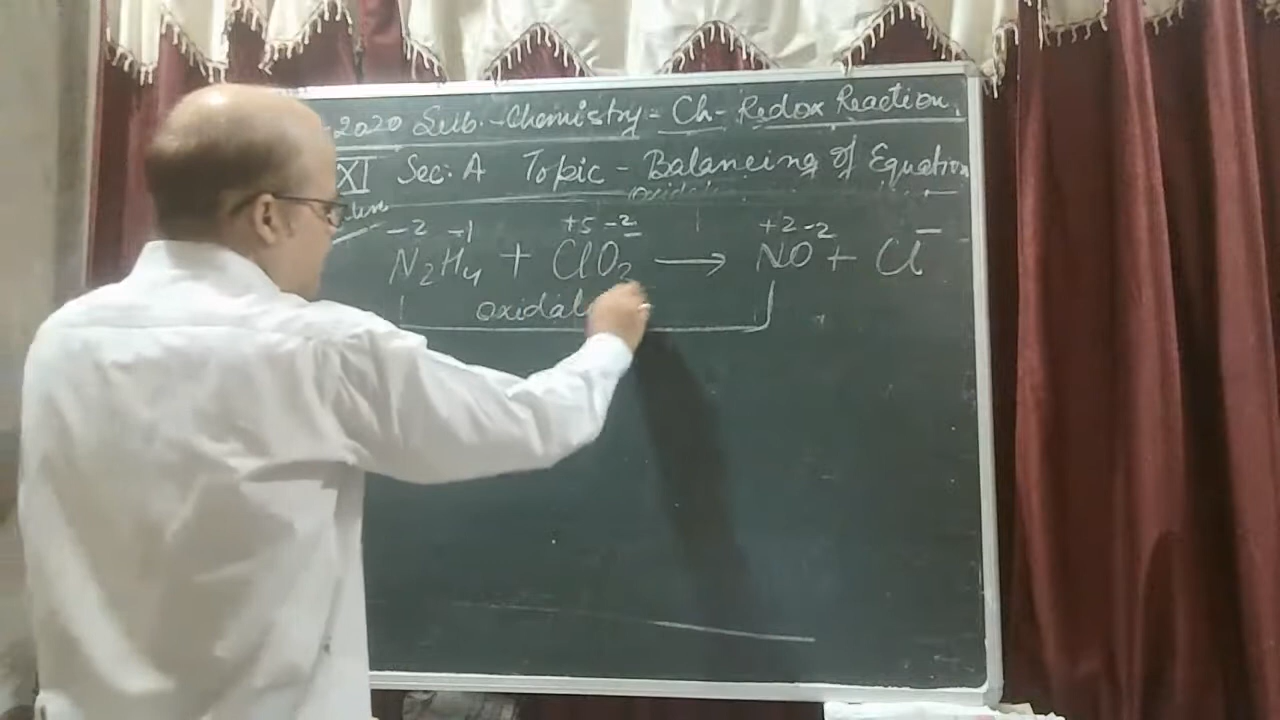 -2020 Sub.-Chemistry- Ch- Redox Reaction.
XI Sec: A Topic - Balancing of Equation
-2 -1 +5 -2 +2 -2
N₂H₄ + ClO₂ → NO + Cl⁻
oxidat